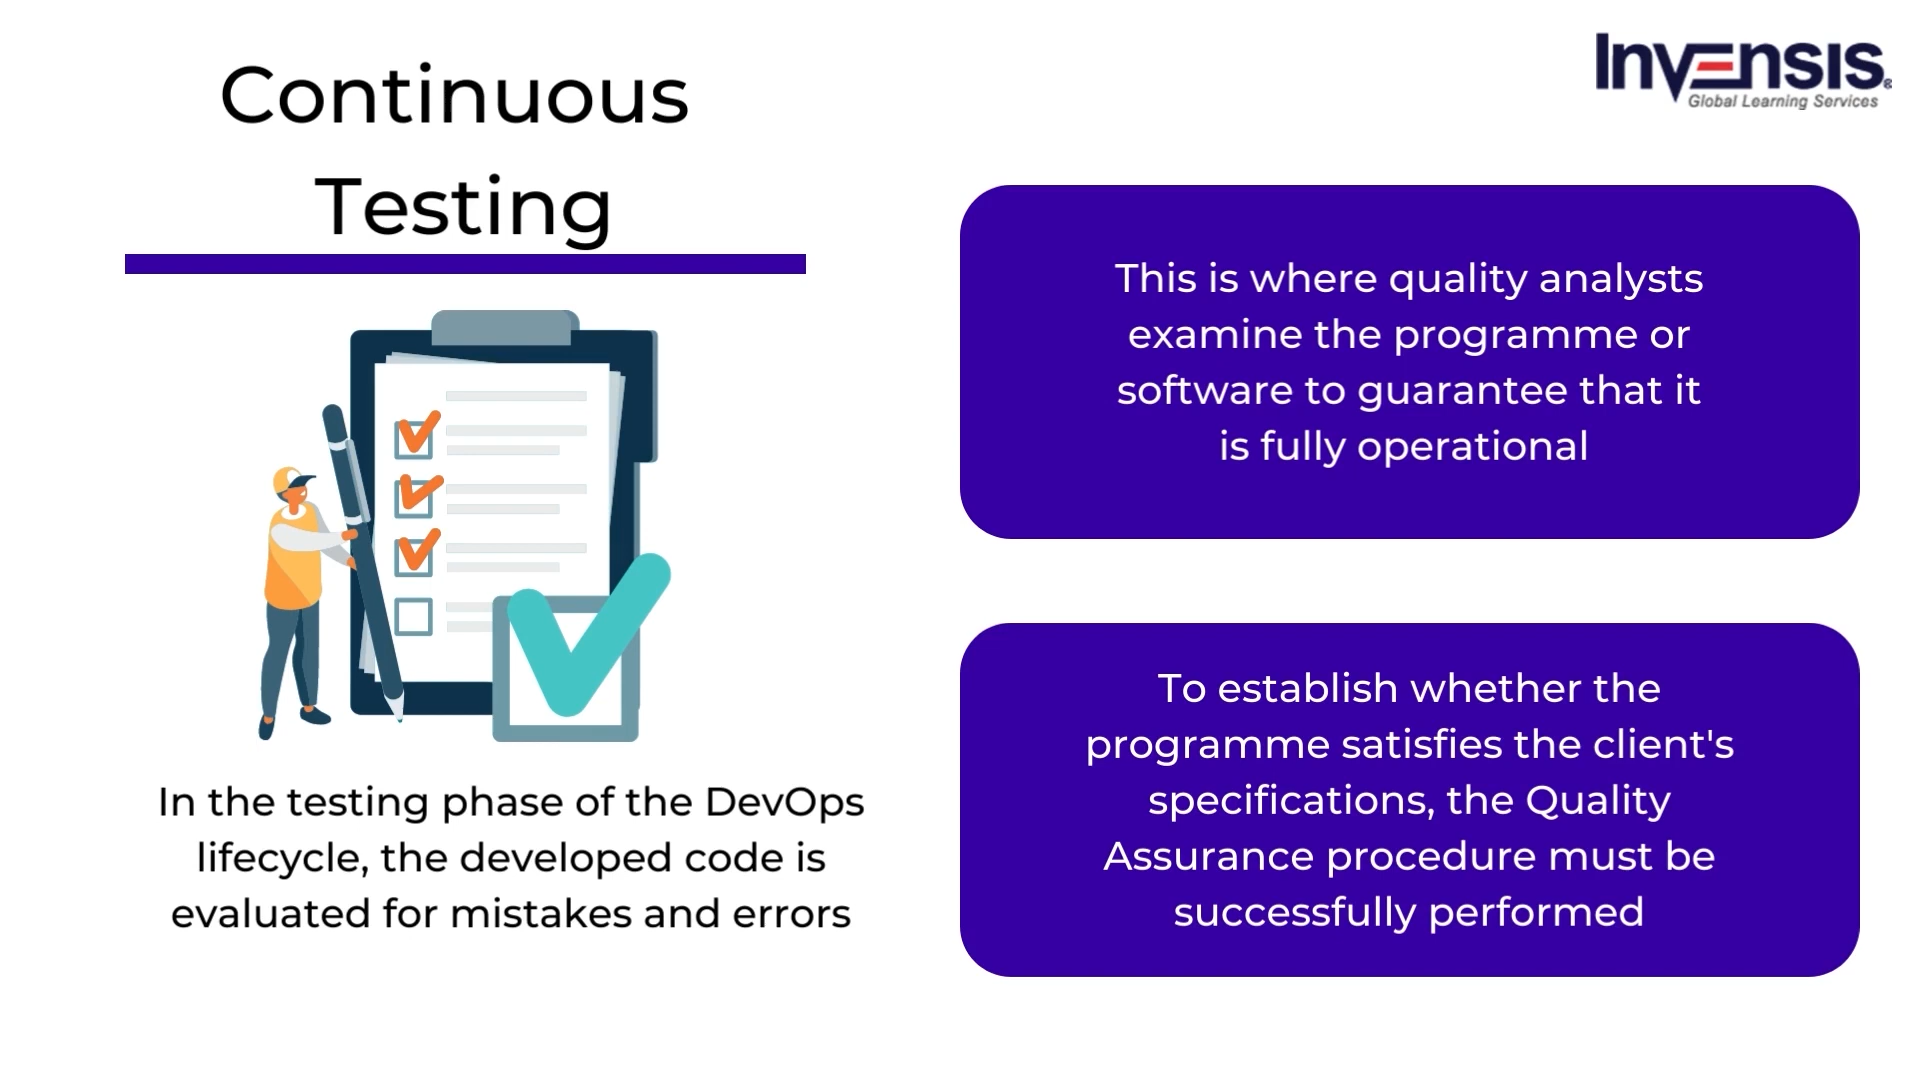 Continuous
Testing
Invensis®
Global Learning Services
This is where quality analysts
examine the programme or
software to guarantee that it
is fully operational
In the testing phase of the DevOps
lifecycle, the developed code is
evaluated for mistakes and errors
To establish whether the
programme satisfies the client's
specifications, the Quality
Assurance procedure must be
successfully performed